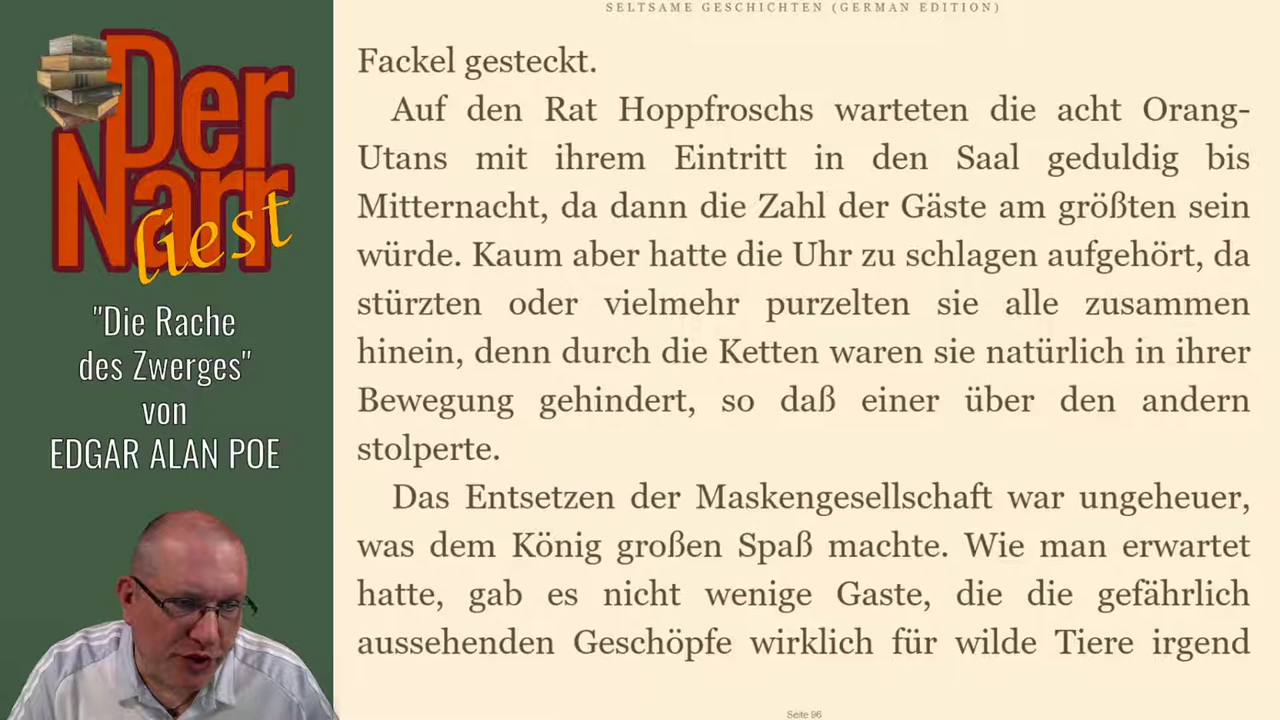 Der
Narr
liest
"Die Rache
des Zwerges"
von
EDGAR ALAN POE
SELTSAME GESCHICHTEN (GERMAN EDITION)
Fackel gesteckt.
Auf den Rat Hoppfroschs warteten die acht Orang-
Utans mit ihrem Eintritt in den Saal geduldig bis
Mitternacht, da dann die Zahl der Gäste am größten sein
würde. Kaum aber hatte die Uhr zu schlagen aufgehört, da
stürzten oder vielmehr purzelten sie alle zusammen
hinein, denn durch die Ketten waren sie natürlich in ihrer
Bewegung gehindert, so daß einer über den andern
stolperte.
Das Entsetzen der Maskengesellschaft war ungeheuer,
was dem König großen Spaß machte. Wie man erwartet
hatte, gab es nicht wenige Gaste, die die gefährlich
aussehenden Geschöpfe wirklich für wilde Tiere irgend
Seite 96